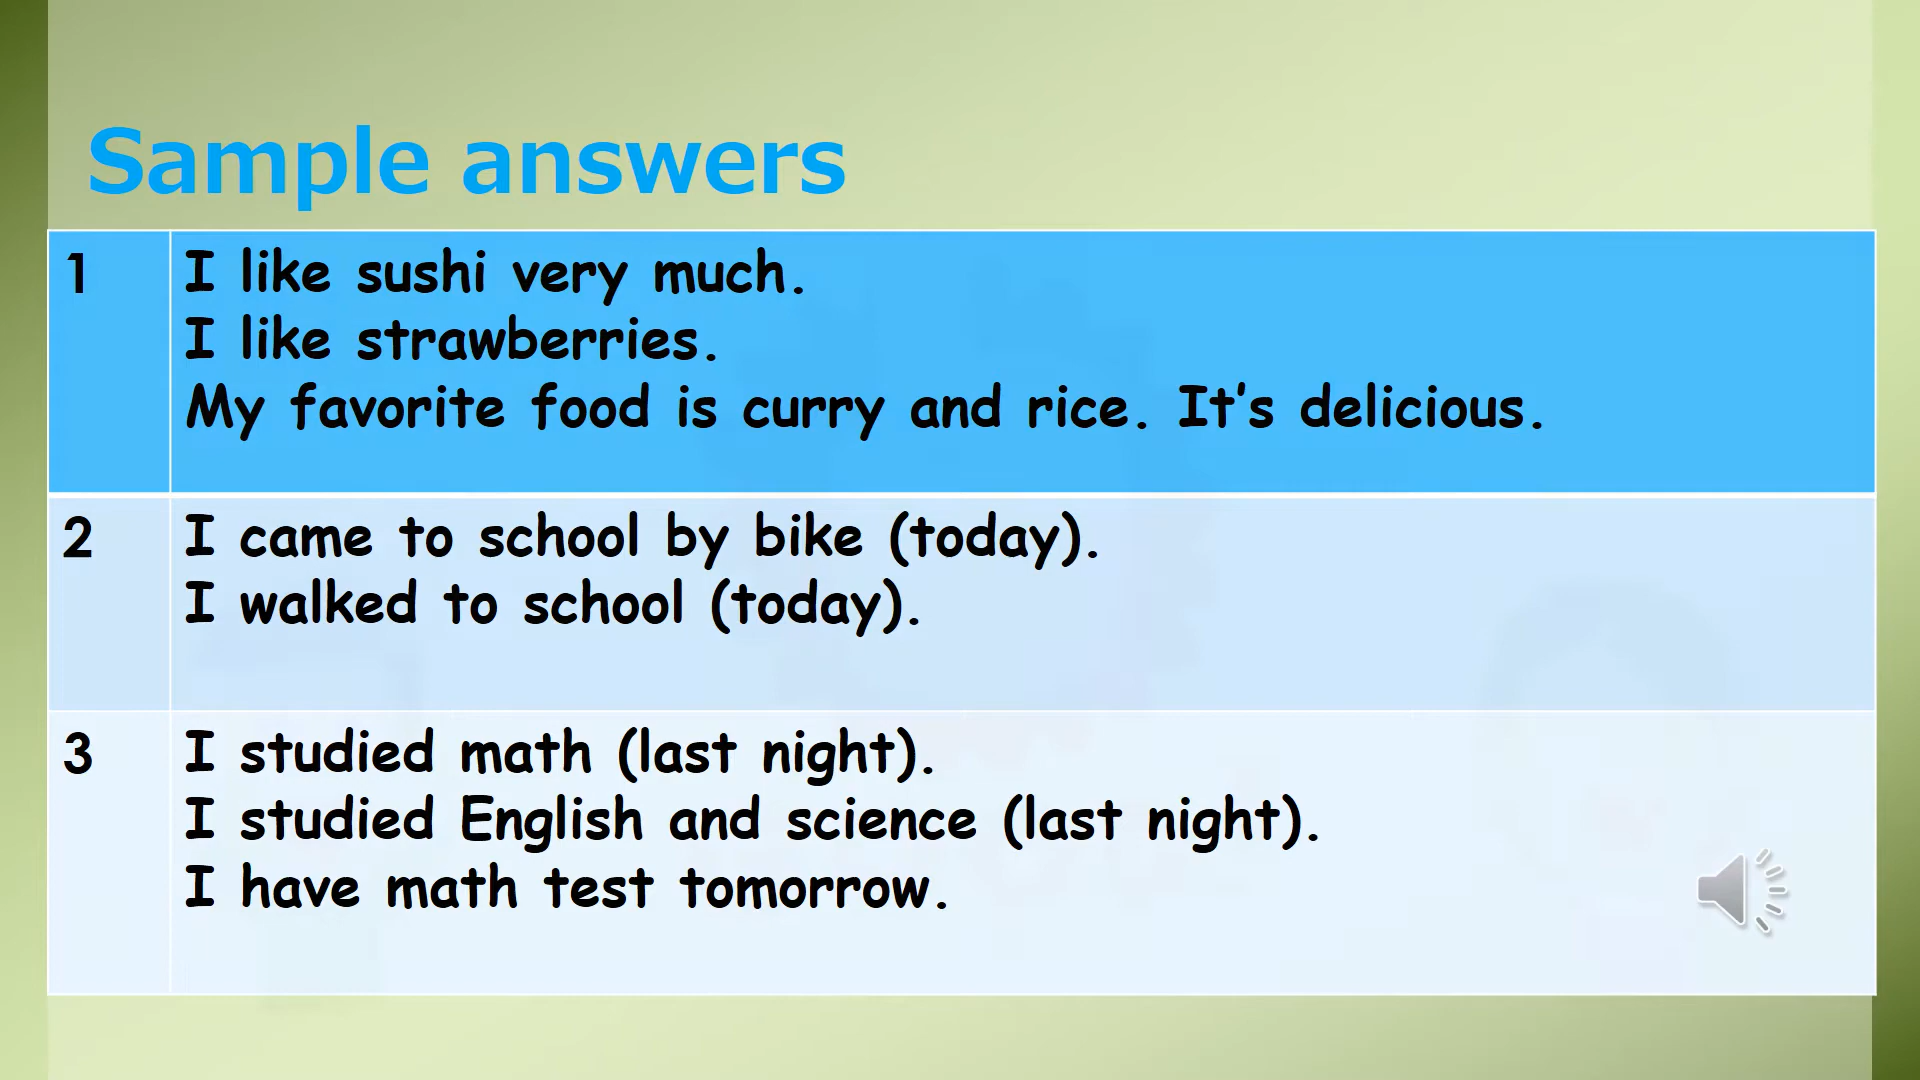 Sample answers
1
I like sushi very much.
I like strawberries.
My favorite food is curry and rice. It’s delicious.
2
I came to school by bike (today).
I walked to school (today).
3
I studied math (last night).
I studied English and science (last night).
I have math test tomorrow.